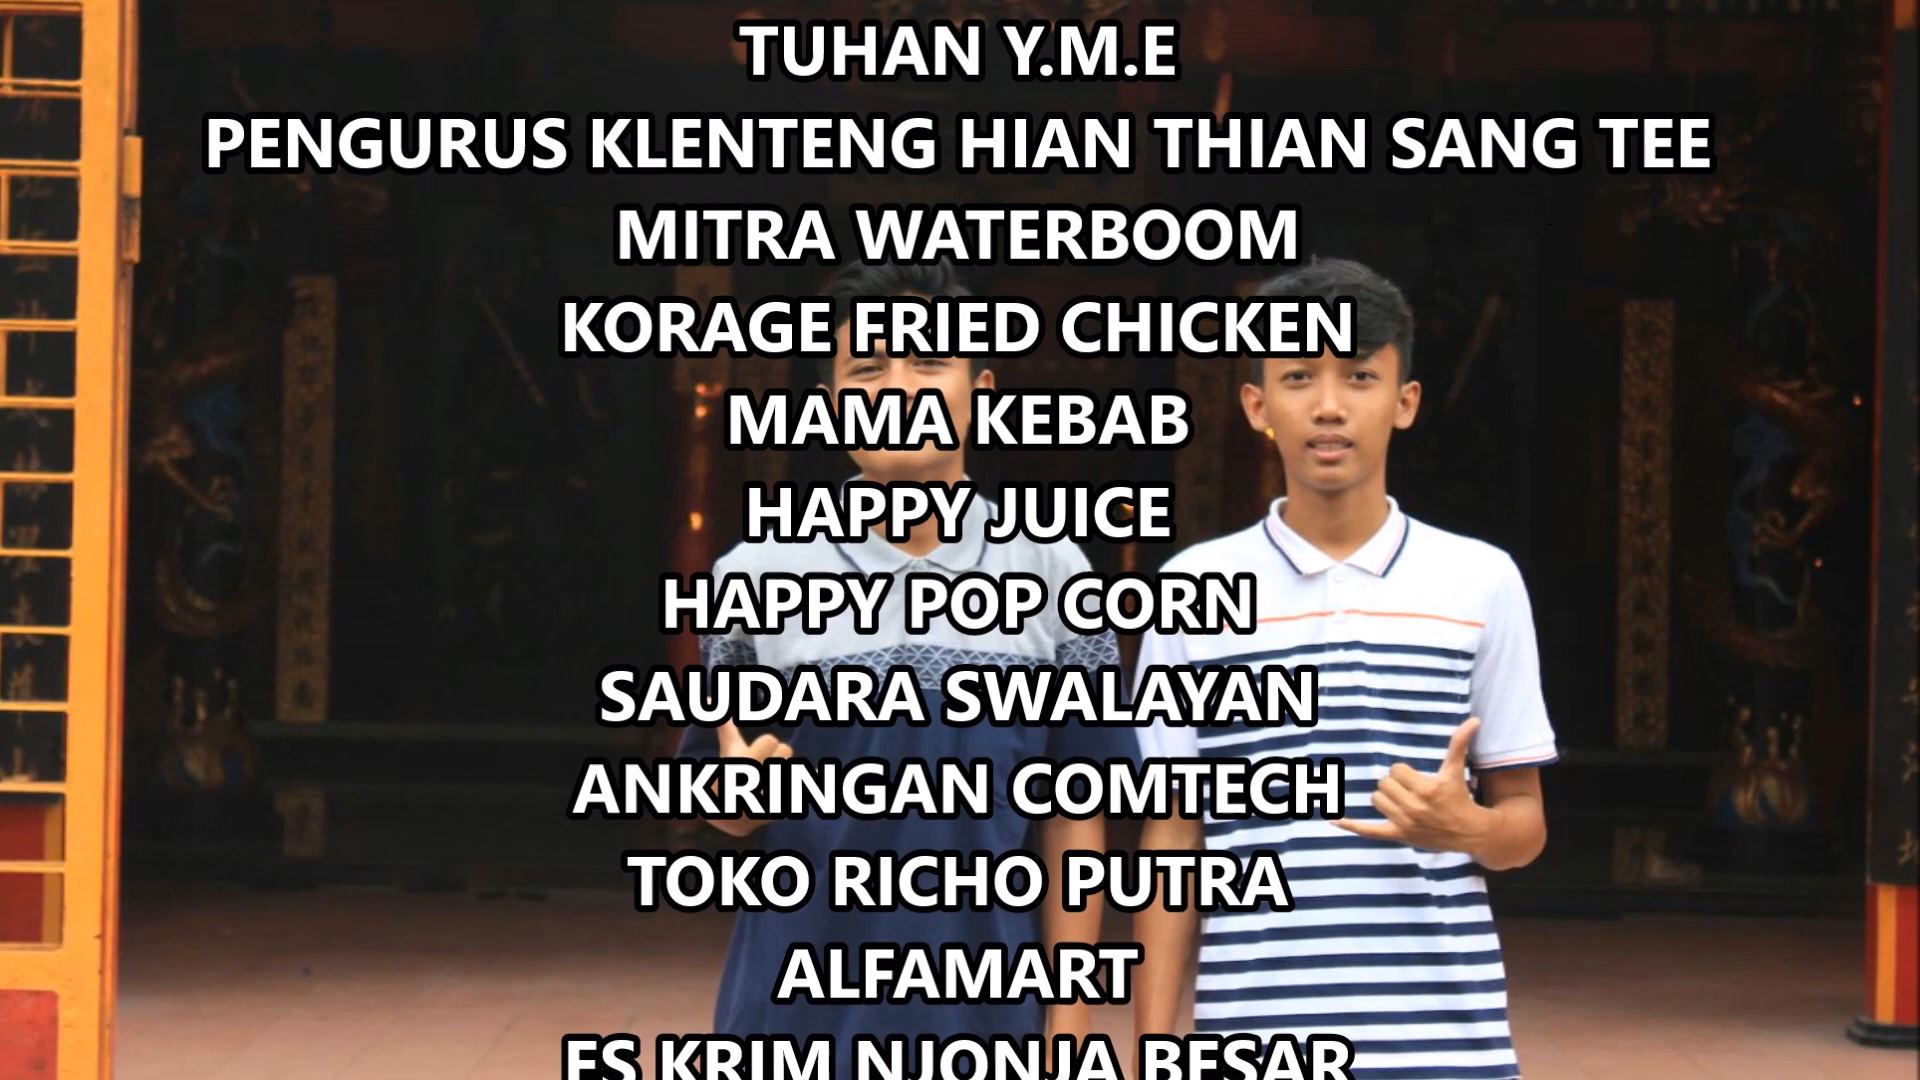 TUHAN Y.M.E
PENGURUS KLENTENG HIAN THIAN SANG TEE
MITRA WATERBOOM
KORAGE FRIED CHICKEN
MAMA KEBAB
HAPPY JUICE
HAPPY POP CORN
SAUDARA SWALAYAN
ANKRINGAN COMTECH
TOKO RICHO PUTRA
ALFAMART
ES KRIM NJONJA BESAR